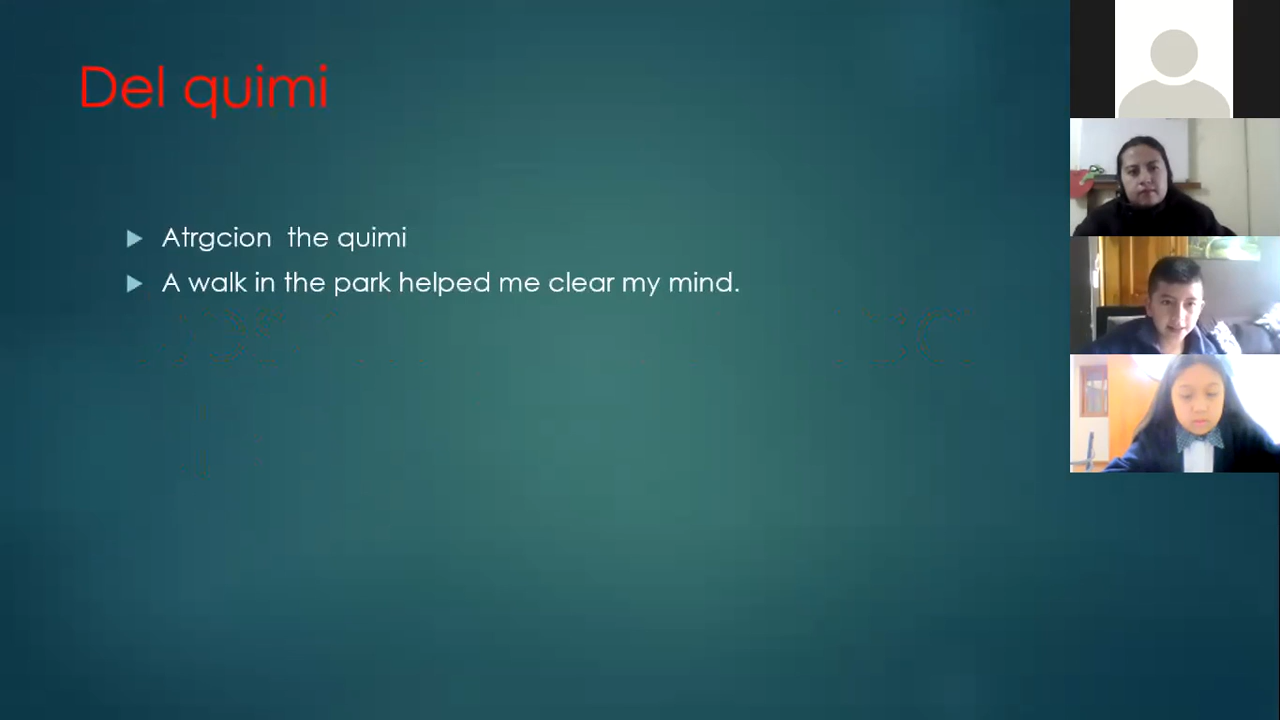 Del quimi
Atrgcion the quimi
A walk in the park helped me clear my mind.